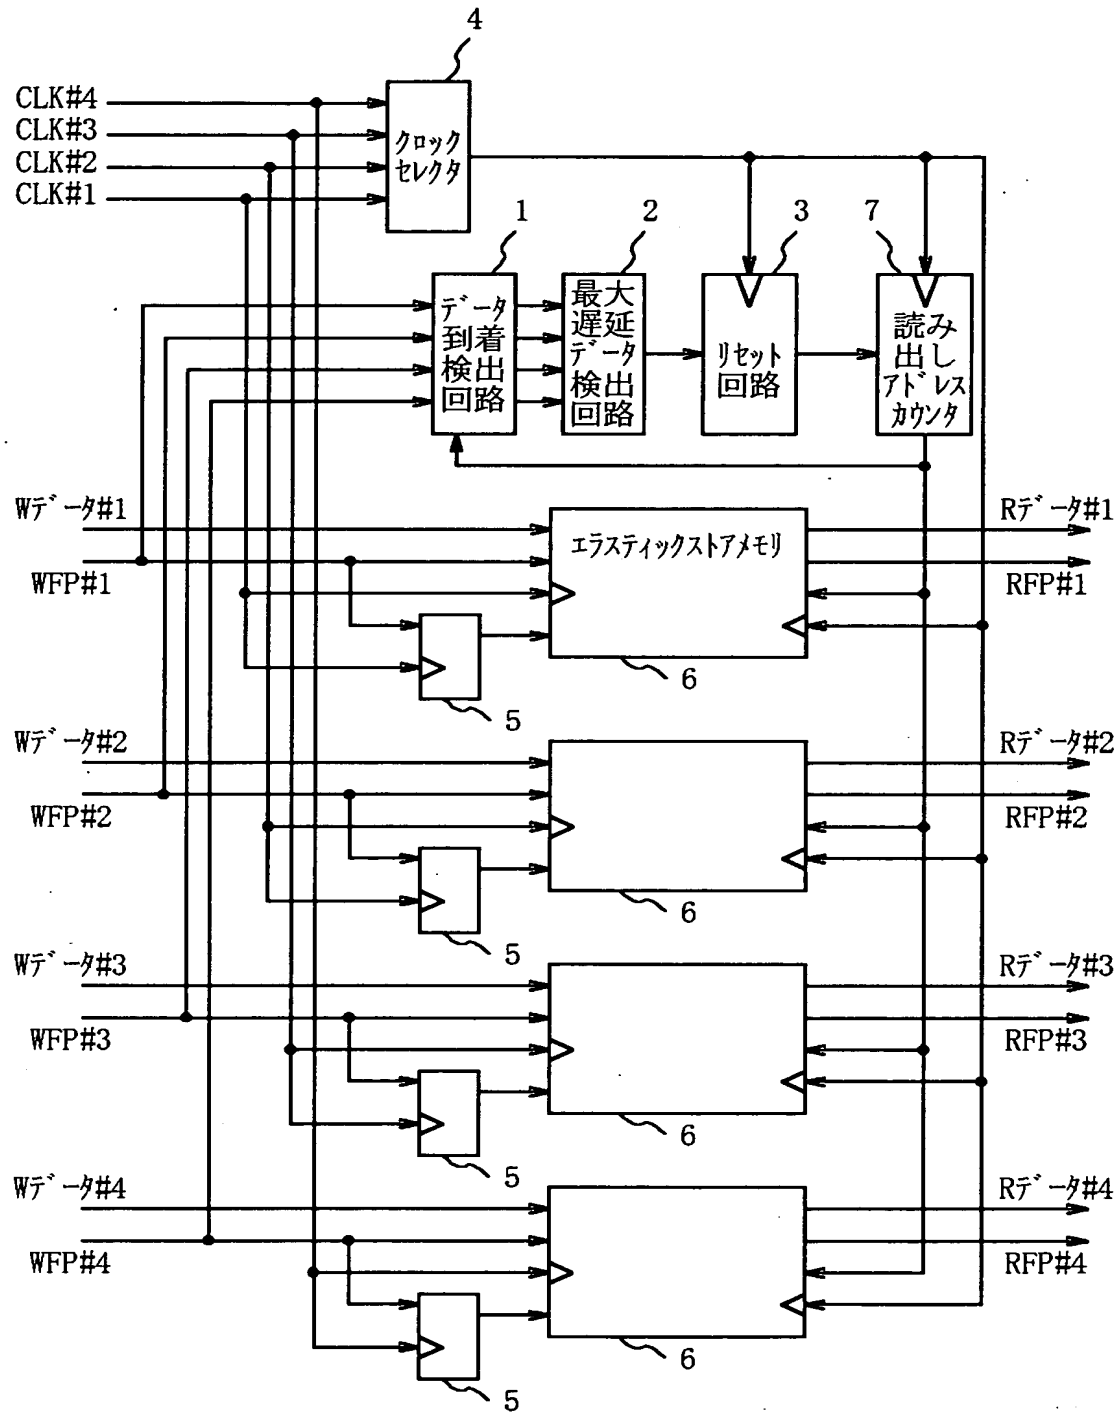 4
CLK#4
CLK#3
CLK#2
CLK#1
クロック
セレクタ
1
2
3
7
データ
到着
検出
回路
最大
遅延
データ
検出
回路
リセット
回路
読み
出し
アドレス
カウンタ
Wデータ#1
WFP#1
エラスティックストアメモリ
Rデータ#1
RFP#1
6
5
Wデータ#2
WFP#2
Rデータ#2
RFP#2
6
5
Wデータ#3
WFP#3
Rデータ#3
RFP#3
6
5
Wデータ#4
WFP#4
Rデータ#4
RFP#4
6
5